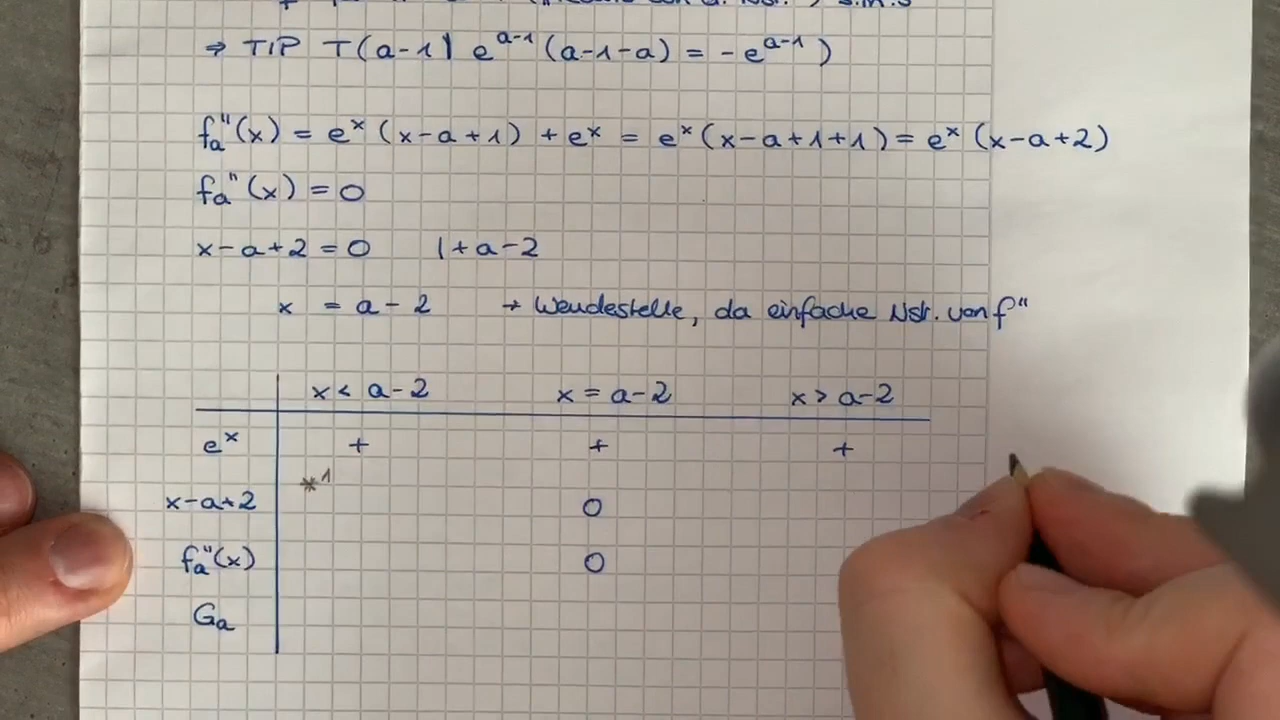 ⇒ TIP T(a-1| e^(a-1) (a-1-a) = -e^(a-1))
fa"(x) = e^x (x-a+1) + e^x = e^x (x-a+1+1) = e^x (x-a+2)
fa"(x) = 0
x-a+2 = 0 |+a-2
x = a-2 → Wendestelle, da einfache Nst. von f"
x < a-2 x = a-2 x > a-2
e^x + + +
*1
x-a+2 0
fa"(x) 0
Ga